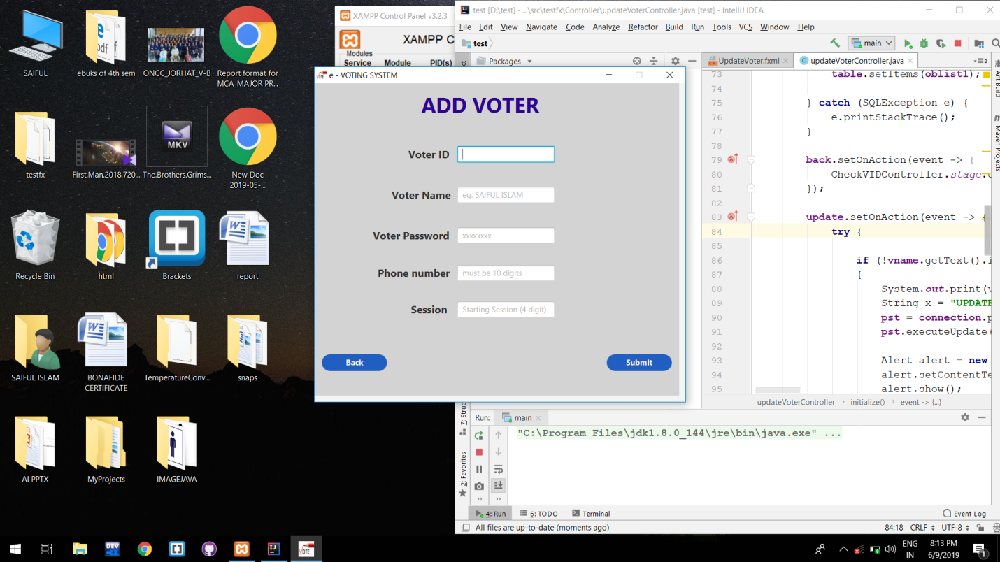 SAIFUL
ebuks of 4th sem
ONGC_JORHAT_V-B
Report format for
MCA_MAJOR PR...
testfx
First.Man.2018.720...
The.Brothers.Grims...
New Doc
2019-05-...
MKV
Recycle Bin
html
Brackets
report
SAIFUL ISLAM
BONAFIDE
CERTIFICATE
TemperatureConv...
snaps
AI PPTX
MyProjects
IMAGEJAVA
XAMPP Control Panel v3.2.3
XAMPP C
Modules
Service Module PID(s)
test [D:\test] - ...\src\testfx\Controller\updateVoterController.java [test] - IntelliJ IDEA
File Edit View Navigate Code Analyze Refactor Build Run Tools VCS Window Help
test
main
Packages
UpdateVoter.fxml
updateVoterController.java
Ant Build
Maven Projects
e - VOTING SYSTEM
ADD VOTER
Voter ID
Voter Name eg. SAIFUL ISLAM
Voter Password xxxxxxxx
Phone number must be 10 digits
Session Starting Session (4 digit)
Back Submit
73 table.setItems(oblist1);
74
75 } catch (SQLException e) {
76 e.printStackTrace();
77 }
78
79 back.setOnAction(event -> {
80 CheckVIDController.stage.
81 });
82
83 update.setOnAction(event -> {
84 try {
85
86 if (!vname.getText().i
87 {
88 System.out.print(v
89 String x = "UPDATE
90 pst = connection.p
91 pst.executeUpdate(
92
93 Alert alert = new
94 alert.setContentTe
95 alert.show();
updateVoterController initialize() event -> {...}
Run: main
"C:\Program Files\jdk1.8.0_144\jre\bin\java.exe" ...
2: Favorites
4: Run 6: TODO Terminal Event Log
All files are up-to-date (moments ago) 84:18 CRLF UTF-8
DEV
VOTE
ENG
IN
8:13 PM
6/9/2019
1